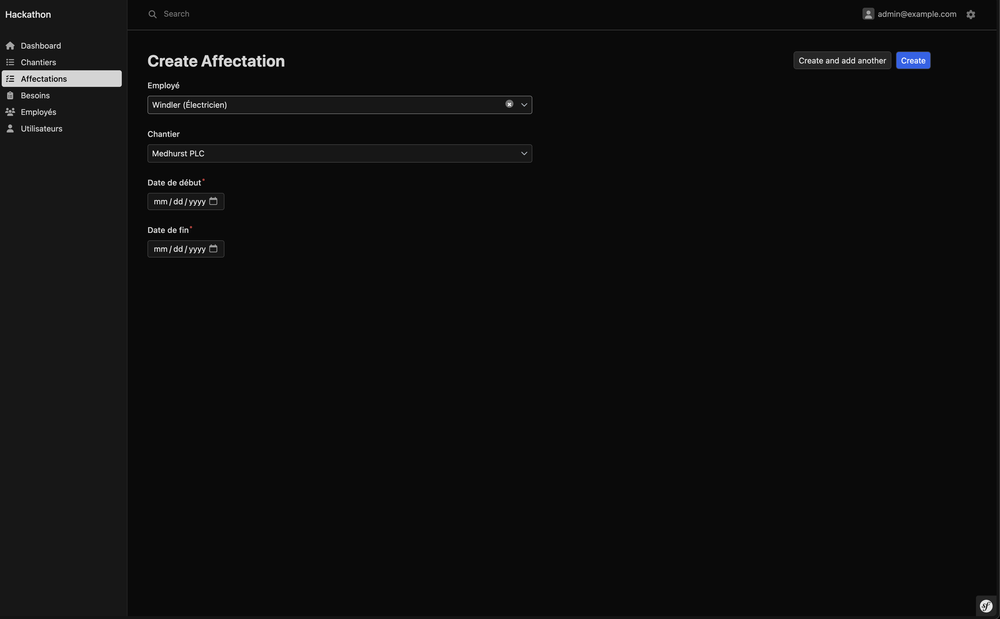 Hackathon
Search
admin@example.com
Dashboard
Chantiers
Affectations
Besoins
Employés
Utilisateurs
Create Affectation
Create and add another
Create
Employé
Windler (Électricien)
Chantier
Medhurst PLC
Date de début
mm/dd/yyyy
Date de fin
mm/dd/yyyy
sf